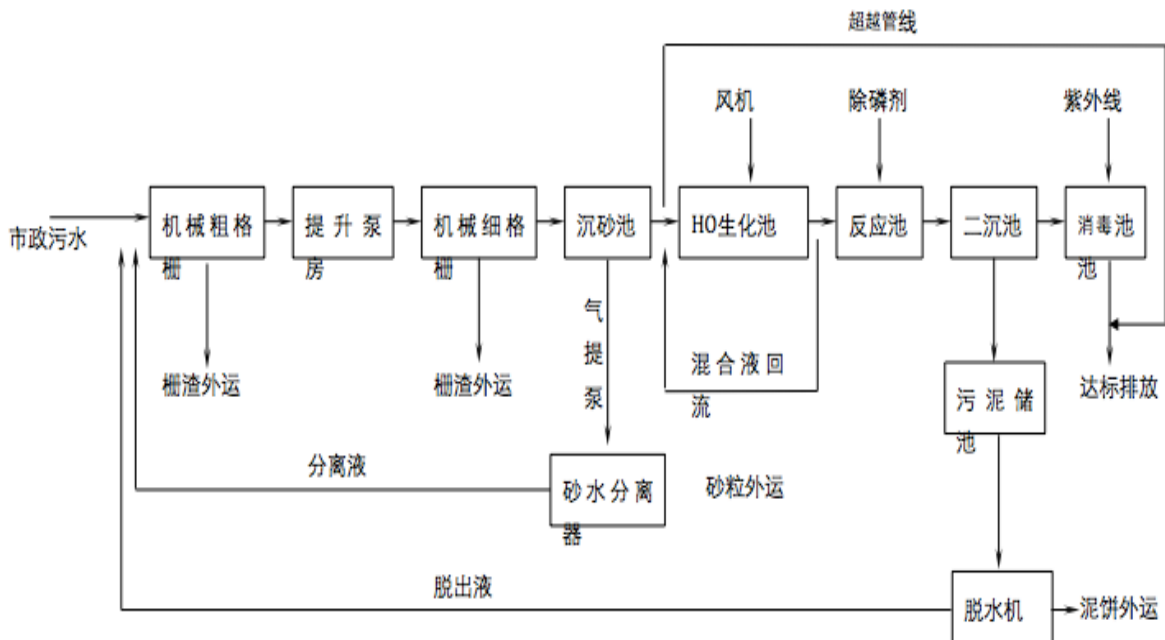 超越管线
风机
除磷剂
紫外线
市政污水
机械粗格
栅
提升泵
房
机械细格
栅
沉砂池
HO生化池
反应池
二沉池
消毒池
池
气
提
泵
混合液回
流
栅渣外运
栅渣外运
污泥储
池
达标排放
分离液
砂水分离
器
砂粒外运
脱出液
脱水机
泥饼外运